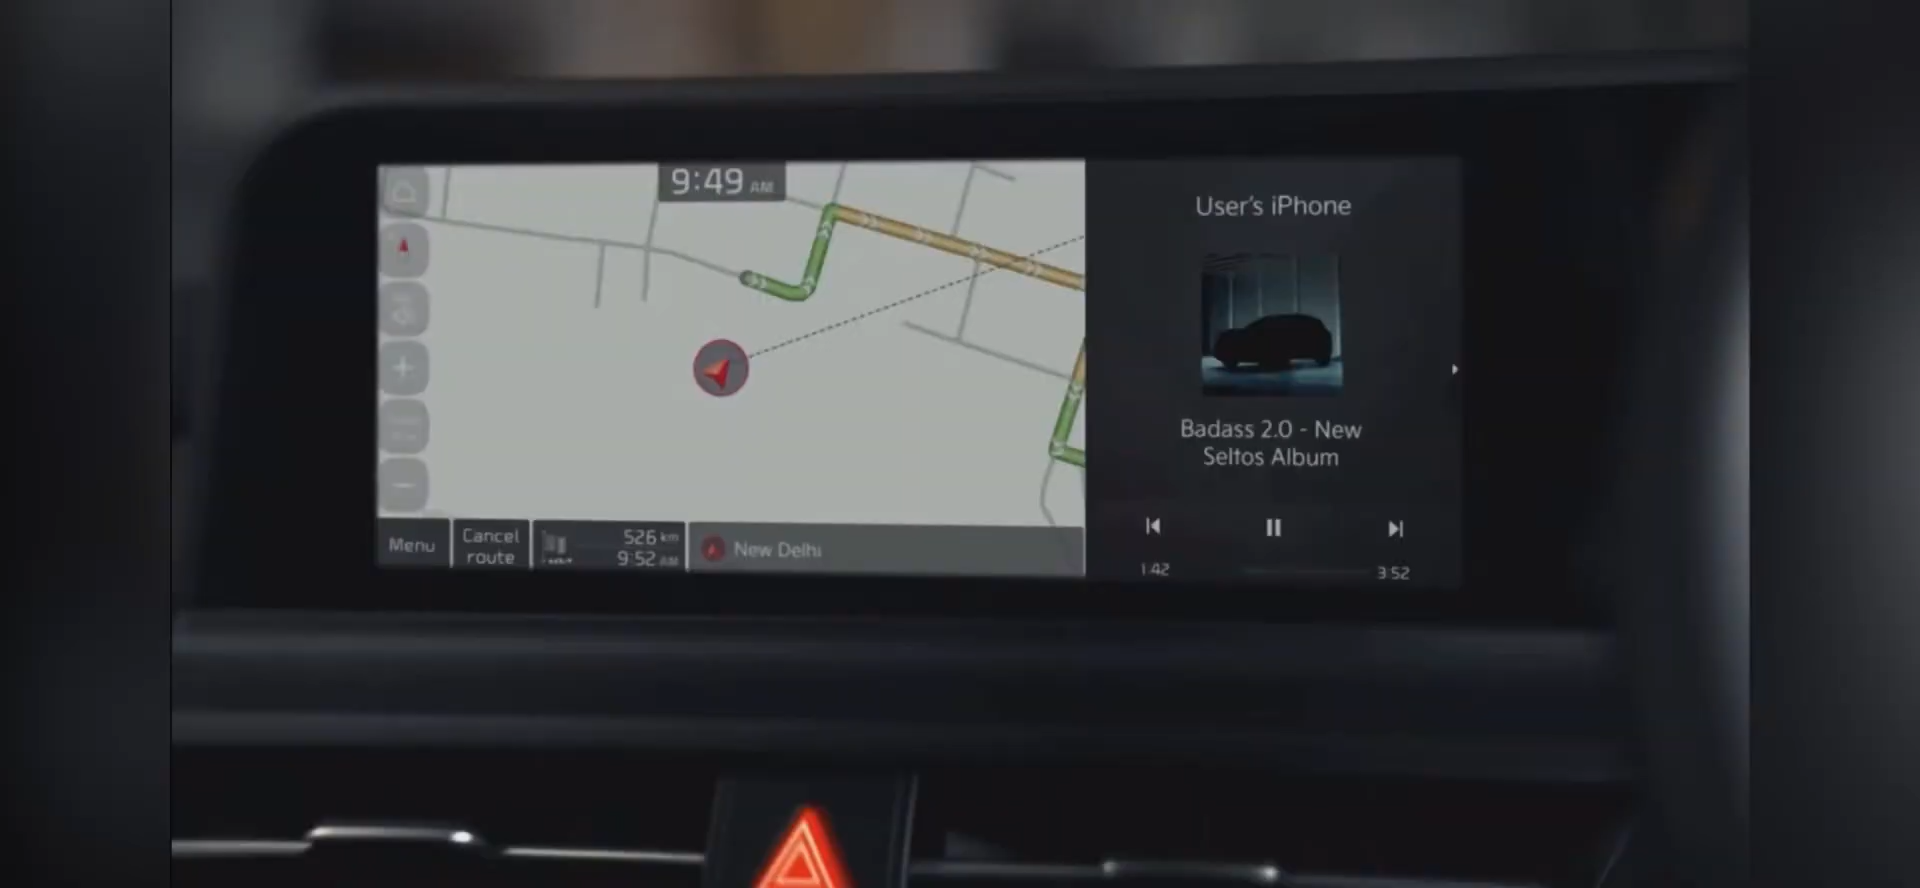 9:49 AM
User's iPhone
Badass 2.0 - New
Seltos Album
1:42
3:52
Menu
Cancel
route
526 km
9:52 AM
New Delhi